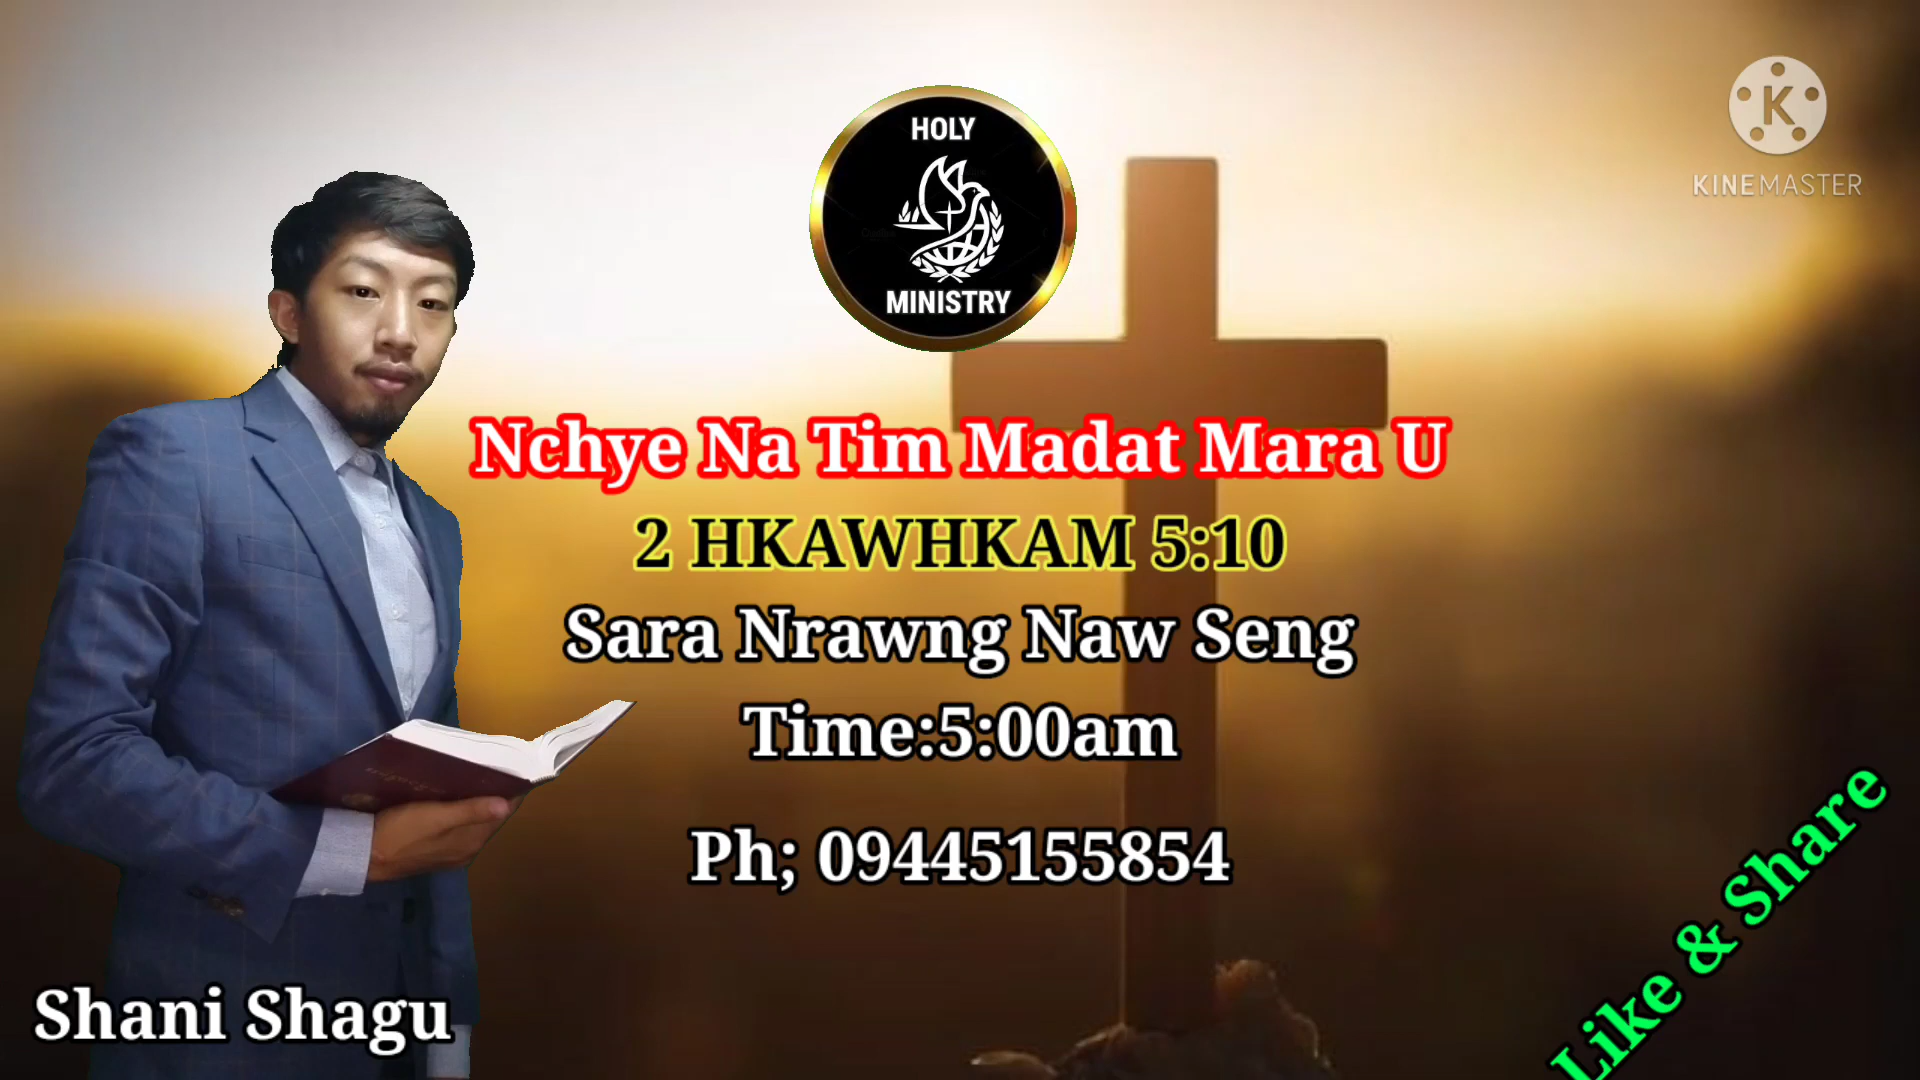 HOLY
MINISTRY
K
KINEMASTER
Nchye Na Tim Madat Mara U
2 HKAWHKAM 5:10
Sara Nrawng Naw Seng
Time:5:00am
Ph; 09445155854
Shani Shagu
Like & Share